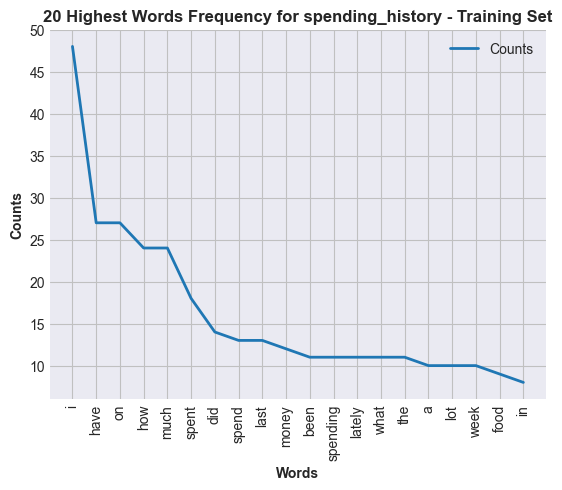 20 Highest Words Frequency for spending_history - Training Set
Counts
50
45
40
35
30
25
20
15
10
Counts
i
have
on
how
much
spent
did
spend
last
money
been
spending
lately
what
the
a
lot
week
food
in
Words